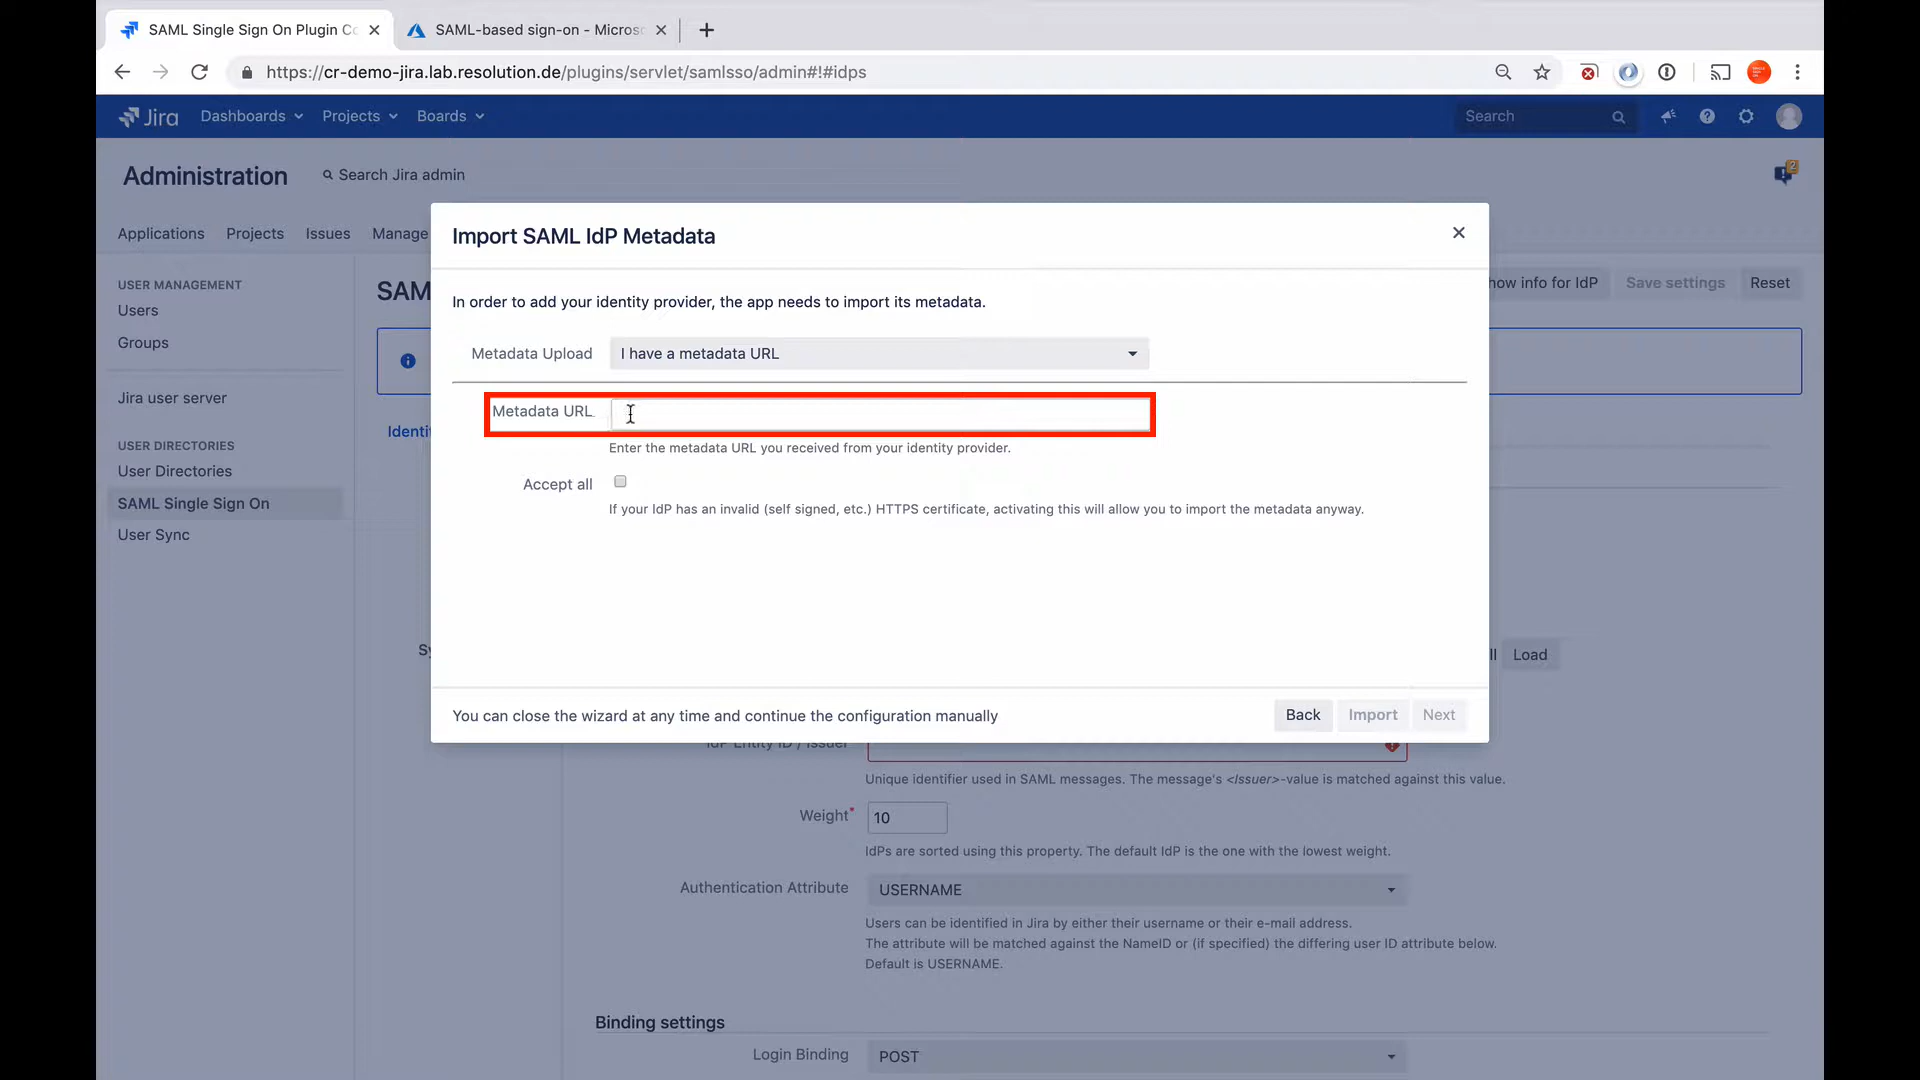 SAML Single Sign On Plugin Co
SAML-based sign-on - Micros
https://cr-demo-jira.lab.resolution.de/plugins/servlet/samlsso/admin#!#idps
Jira
Dashboards
Projects
Boards
Search
Administration
Search Jira admin
2
Applications
Projects
Issues
Manage
Import SAML IdP Metadata
In order to add your identity provider, the app needs to import its metadata.
Metadata Upload
I have a metadata URL
Metadata URL
Enter the metadata URL you received from your identity provider.
Accept all
If your IdP has an invalid (self signed, etc.) HTTPS certificate, activating this will allow you to import the metadata anyway.
You can close the wizard at any time and continue the configuration manually
Back
Import
Next
USER MANAGEMENT
Users
Groups
Jira user server
USER DIRECTORIES
User Directories
SAML Single Sign On
User Sync
SAM
how info for IdP
Save settings
Reset
Identi
Sy
ll
Load
IdP Entity ID / Issuer
Unique identifier used in SAML messages. The message's <Issuer>-value is matched against this value.
Weight*
10
IdPs are sorted using this property. The default IdP is the one with the lowest weight.
Authentication Attribute
USERNAME
Users can be identified in Jira by either their username or their e-mail address.
The attribute will be matched against the NameID or (if specified) the differing user ID attribute below.
Default is USERNAME.
Binding settings
Login Binding
POST